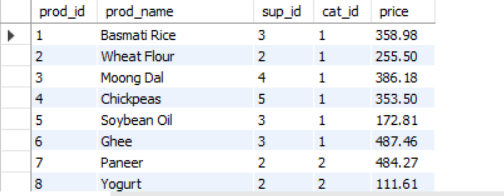 prod_id prod_name sup_id cat_id price
1 Basmati Rice 3 1 358.98
2 Wheat Flour 2 1 255.50
3 Moong Dal 4 1 386.18
4 Chickpeas 5 1 353.50
5 Soybean Oil 3 1 172.81
6 Ghee 3 1 487.46
7 Paneer 2 2 484.27
8 Yogurt 2 2 111.61